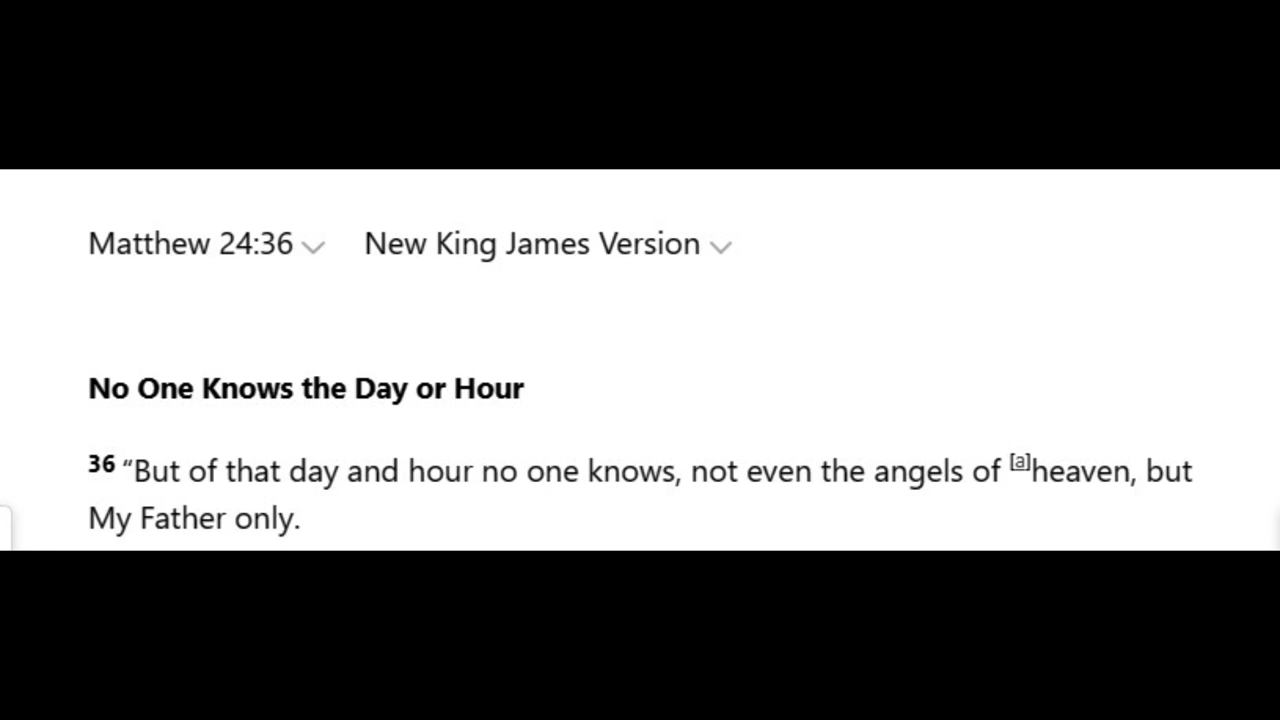 Matthew 24:36 New King James Version
No One Knows the Day or Hour
36 “But of that day and hour no one knows, not even the angels of [a]heaven, but
My Father only.